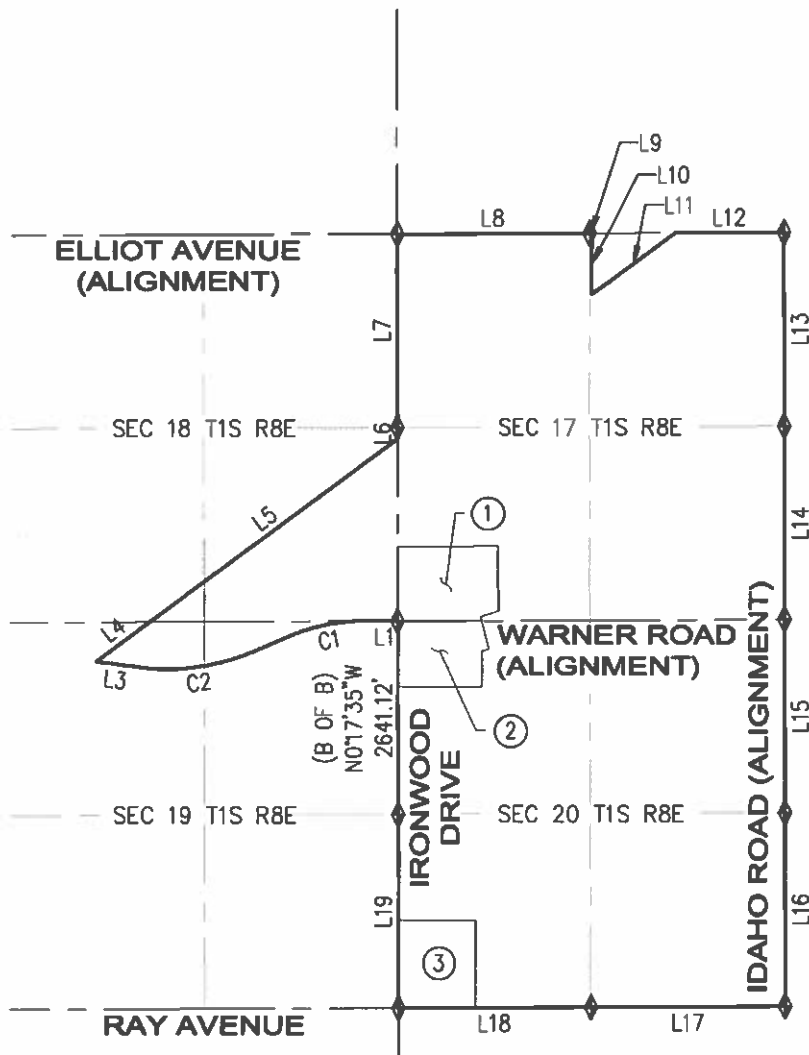 L9
L10
L11
L8
L12
ELLIOT AVENUE
(ALIGNMENT)
L7
L13
SEC 18 T1S R8E
L6
SEC 17 T1S R8E
L5
1
L14
L4
L3
C2
C1
L1
WARNER ROAD
(ALIGNMENT)
2
(B OF B)
N0°17'35"W
2641.12'
IRONWOOD
DRIVE
IDAHO ROAD (ALIGNMENT)
L15
SEC 19 T1S R8E
SEC 20 T1S R8E
L19
L16
3
RAY AVENUE
L18
L17